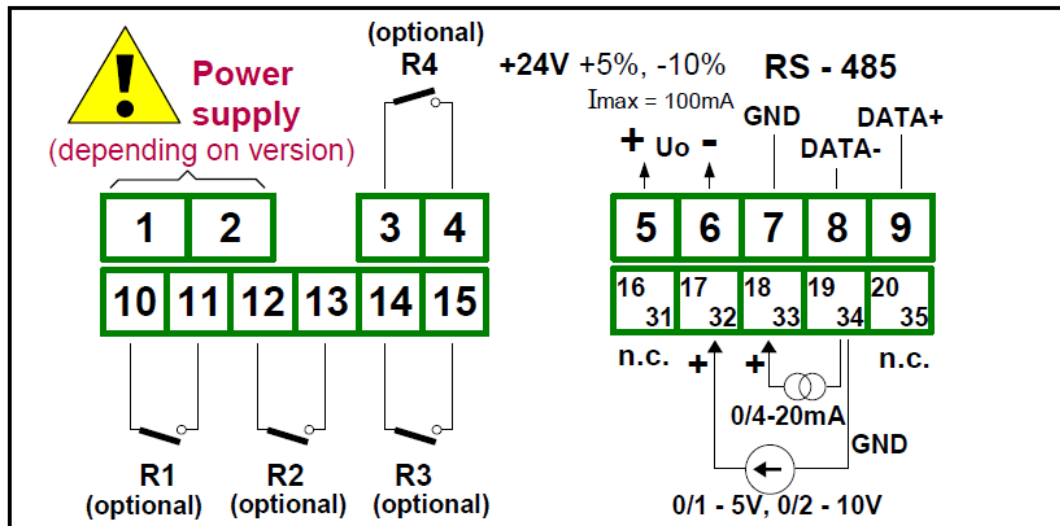 (optional)
R4
+24V +5%, -10%
RS - 485
Power
supply
(depending on version)
Imax = 100mA
+ Uo -
GND
DATA-
DATA+
1 2 3 4 5 6 7 8 9
10 11 12 13 14 15
16 17 18 19 20
31 32 33 34 35
n.c. + + n.c.
0/4-20mA
GND
R1 R2 R3
(optional) (optional) (optional)
0/1 - 5V, 0/2 - 10V